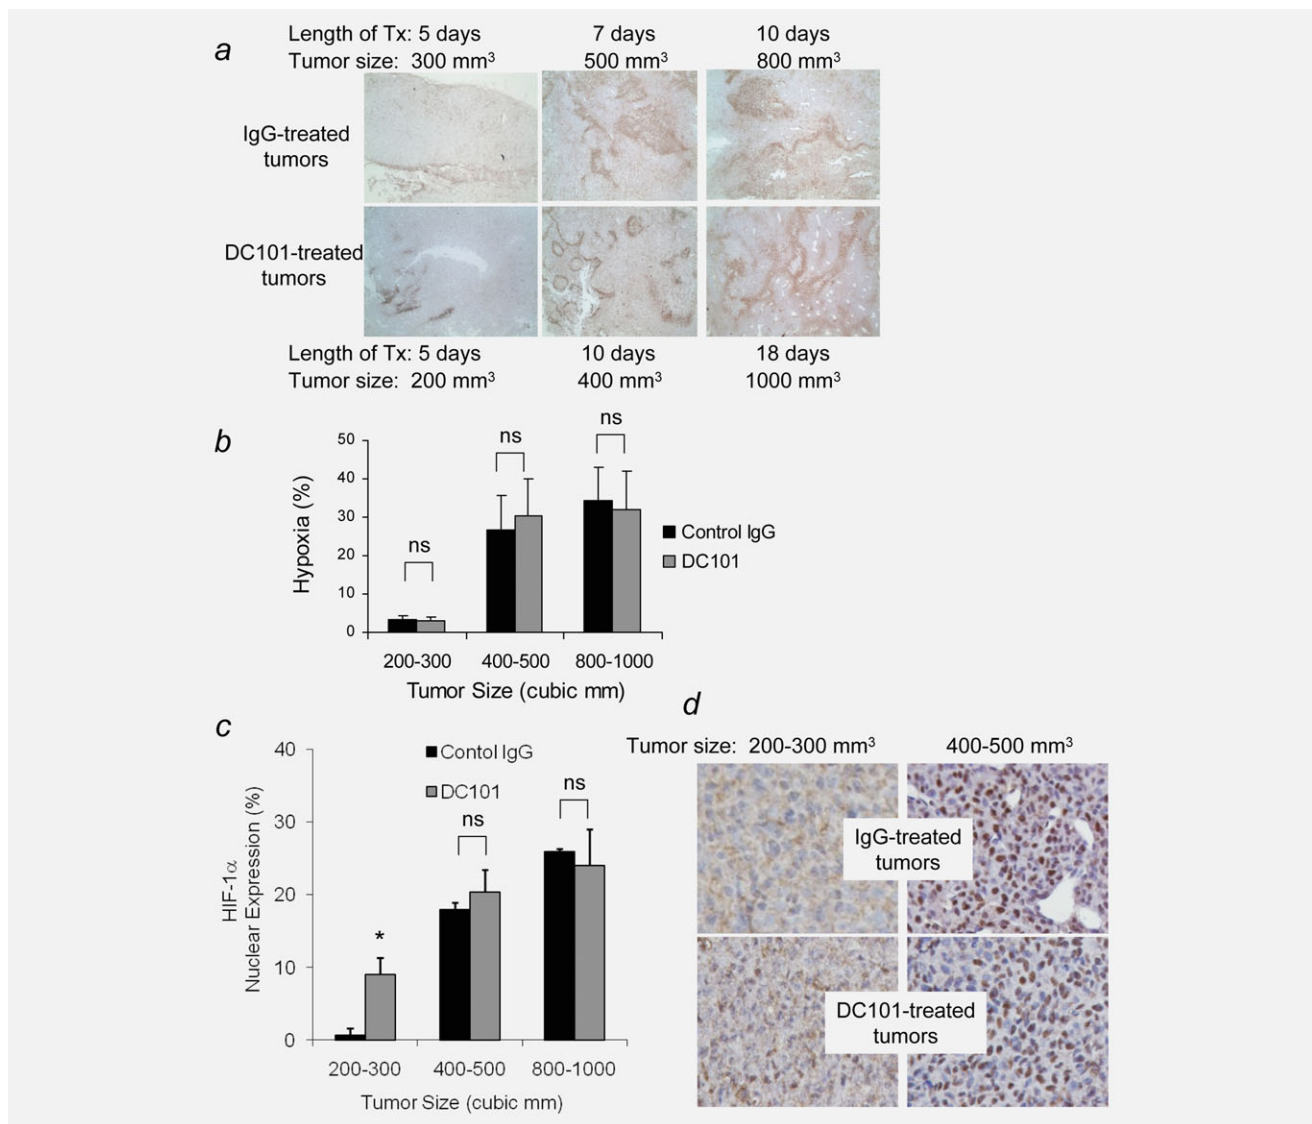 a
Length of Tx: 5 days 7 days 10 days
Tumor size: 300 mm³ 500 mm³ 800 mm³
IgG-treated
tumors
DC101-treated
tumors
Length of Tx: 5 days 10 days 18 days
Tumor size: 200 mm³ 400 mm³ 1000 mm³
b
Hypoxia (%)
50
40
30
20
10
0
ns
ns
ns
Control IgG
DC101
200-300 400-500 800-1000
Tumor Size (cubic mm)
c
HIF-1α
Nuclear Expression (%)
40
30
20
10
0
Contol IgG
DC101
*
ns
ns
200-300 400-500 800-1000
Tumor Size (cubic mm)
d
Tumor size: 200-300 mm³ 400-500 mm³
IgG-treated
tumors
DC101-treated
tumors